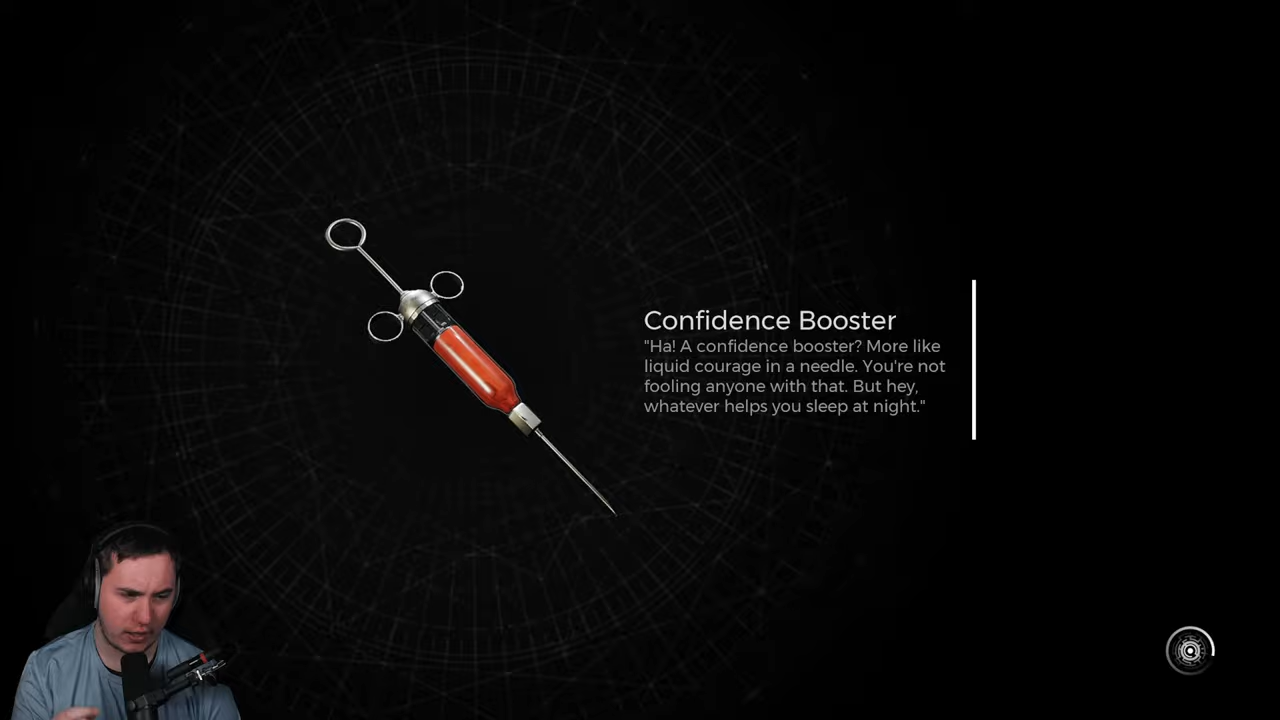 Confidence Booster
"Ha! A confidence booster? More like
liquid courage in a needle. You're not
fooling anyone with that. But hey,
whatever helps you sleep at night."